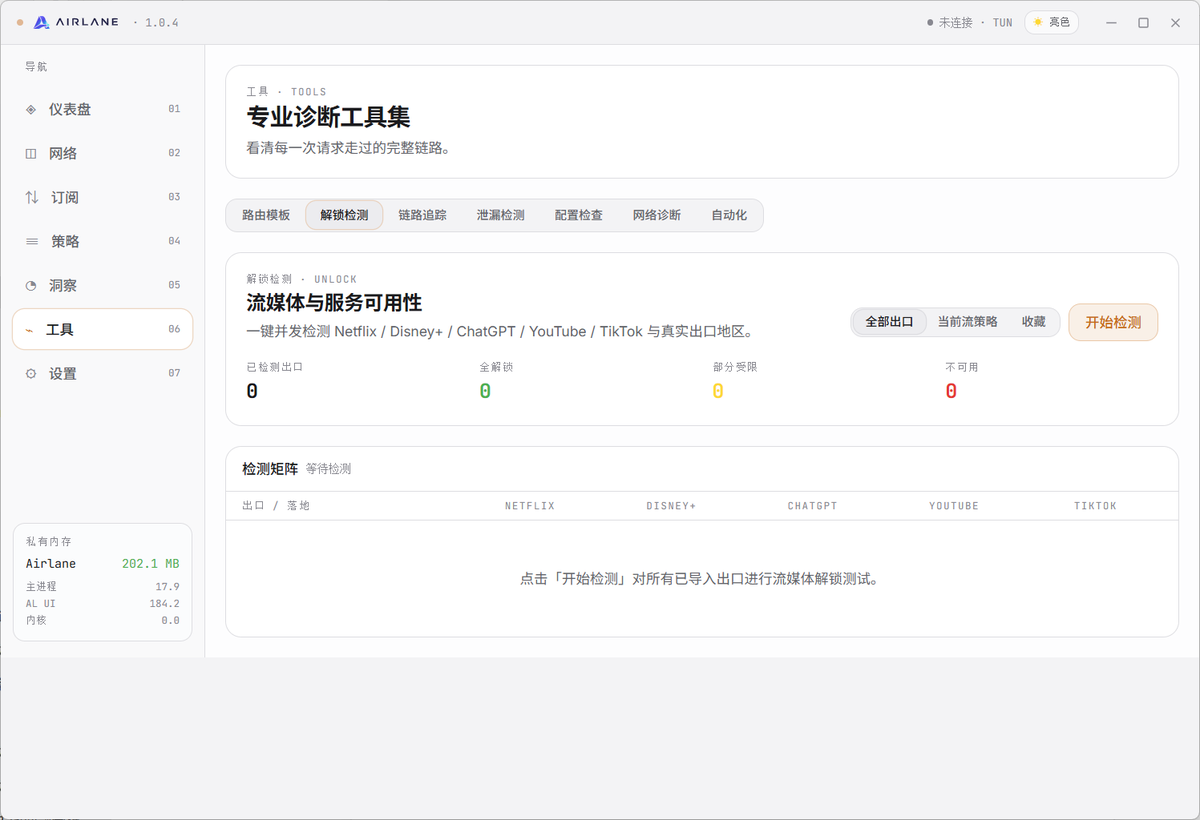 AIRLANE · 1.0.4
未连接 · TUN
亮色
导航
仪表盘 01
网络 02
订阅 03
策略 04
洞察 05
工具 06
设置 07
私有内存
Airlane 202.1 MB
主进程 17.9
AL UI 184.2
内核 0.0
工具 · TOOLS
专业诊断工具集
看清每一次请求走过的完整链路。
路由模板 解锁检测 链路追踪 泄漏检测 配置检查 网络诊断 自动化
解锁检测 · UNLOCK
流媒体与服务可用性
一键并发检测 Netflix / Disney+ / ChatGPT / YouTube / TikTok 与真实出口地区。
全部出口 当前流策略 收藏 开始检测
已检测出口 全解锁 部分受限 不可用
0 0 0 0
检测矩阵 等待检测
出口 / 落地 NETFLIX DISNEY+ CHATGPT YOUTUBE TIKTOK
点击「开始检测」对所有已导入出口进行流媒体解锁测试。